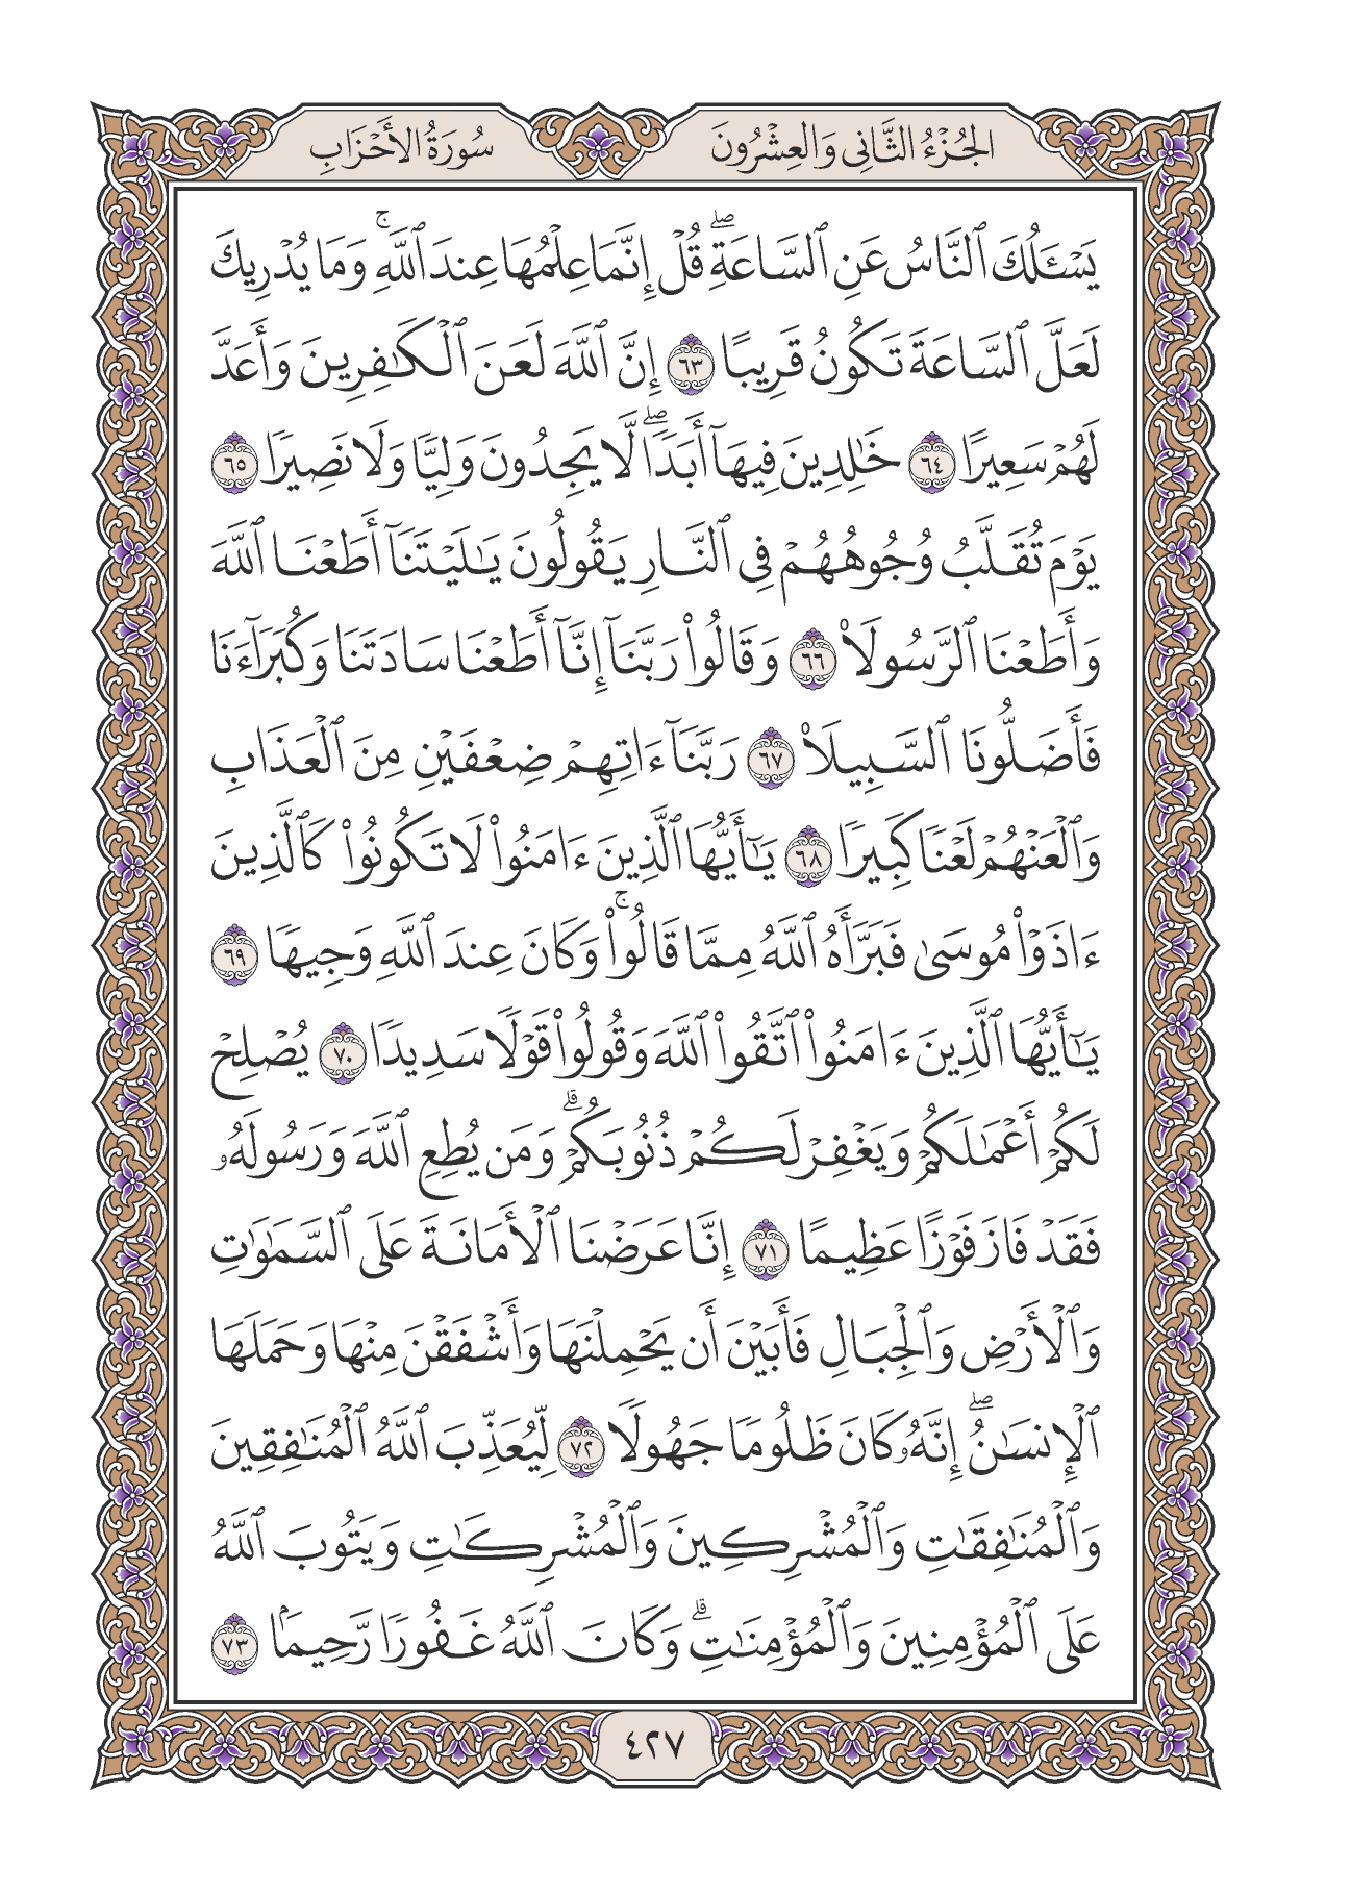 الجُزْءُ الثَّانِي وَالعِشْرُونَ
سُورَةُ الأَحْزَابِ
يَسْـَٔلُكَ ٱلنَّاسُ عَنِ ٱلسَّاعَةِۖ قُلْ إِنَّمَا عِلْمُهَا عِندَ ٱللَّهِۚ وَمَا يُدْرِيكَ
لَعَلَّ ٱلسَّاعَةَ تَكُونُ قَرِيبًا ٦٣ إِنَّ ٱللَّهَ لَعَنَ ٱلْكَـٰفِرِينَ وَأَعَدَّ
لَهُمْ سَعِيرًا ٦٤ خَـٰلِدِينَ فِيهَآ أَبَدًاۖ لَّا يَجِدُونَ وَلِيًّا وَلَا نَصِيرًا ٦٥
يَوْمَ تُقَلَّبُ وُجُوهُهُمْ فِى ٱلنَّارِ يَقُولُونَ يَـٰلَيْتَنَآ أَطَعْنَا ٱللَّهَ
وَأَطَعْنَا ٱلرَّسُولَا۠ ٦٦ وَقَالُوا۟ رَبَّنَآ إِنَّآ أَطَعْنَا سَادَتَنَا وَكُبَرَآءَنَا
فَأَضَلُّونَا ٱلسَّبِيلَا۠ ٦٧ رَبَّنَآ ءَاتِهِمْ ضِعْفَيْنِ مِنَ ٱلْعَذَابِ
وَٱلْعَنْهُمْ لَعْنًا كَبِيرًا ٦٨ يَـٰٓأَيُّهَا ٱلَّذِينَ ءَامَنُوا۟ لَا تَكُونُوا۟ كَٱلَّذِينَ
ءَاذَوْا۟ مُوسَىٰ فَبَرَّأَهُ ٱللَّهُ مِمَّا قَالُوا۟ۚ وَكَانَ عِندَ ٱللَّهِ وَجِيهًا ٦٩
يَـٰٓأَيُّهَا ٱلَّذِينَ ءَامَنُوا۟ ٱتَّقُوا۟ ٱللَّهَ وَقُولُوا۟ قَوْلًا سَدِيدًا ٧٠ يُصْلِحْ
لَكُمْ أَعْمَـٰلَكُمْ وَيَغْفِرْ لَكُمْ ذُنُوبَكُمْۗ وَمَن يُطِعِ ٱللَّهَ وَرَسُولَهُۥ
فَقَدْ فَازَ فَوْزًا عَظِيمًا ٧١ إِنَّا عَرَضْنَا ٱلْأَمَانَةَ عَلَى ٱلسَّمَـٰوَٰتِ
وَٱلْأَرْضِ وَٱلْجِبَالِ فَأَبَيْنَ أَن يَحْمِلْنَهَا وَأَشْفَقْنَ مِنْهَا وَحَمَلَهَا
ٱلْإِنسَـٰنُۖ إِنَّهُۥ كَانَ ظَلُومًا جَهُولًا ٧٢ لِّيُعَذِّبَ ٱللَّهُ ٱلْمُنَـٰفِقِينَ
وَٱلْمُنَـٰفِقَـٰتِ وَٱلْمُشْرِكِينَ وَٱلْمُشْرِكَـٰتِ وَيَتُوبَ ٱللَّهُ
عَلَى ٱلْمُؤْمِنِينَ وَٱلْمُؤْمِنَـٰتِۗ وَكَانَ ٱللَّهُ غَفُورًا رَّحِيمًۢا ٧٣
٤٢٧